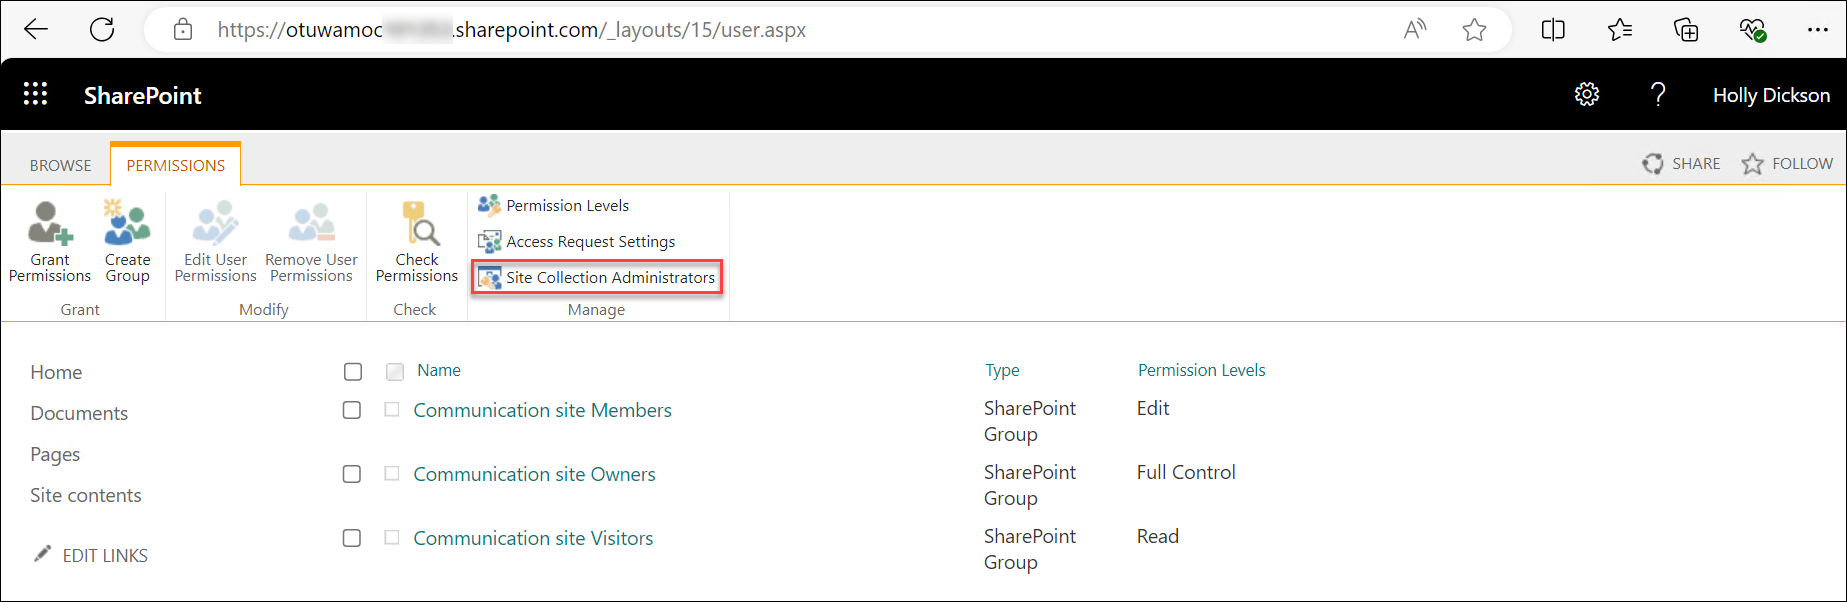 https://otuwamoc .sharepoint.com/_layouts/15/user.aspx
SharePoint
Holly Dickson
BROWSE PERMISSIONS SHARE FOLLOW
Grant Permissions
Create Group
Grant
Edit User Permissions
Remove User Permissions
Modify
Check Permissions
Check
Permission Levels
Access Request Settings
Site Collection Administrators
Manage
Home
Documents
Pages
Site contents
EDIT LINKS
Name Type Permission Levels
Communication site Members SharePoint Group Edit
Communication site Owners SharePoint Group Full Control
Communication site Visitors SharePoint Group Read